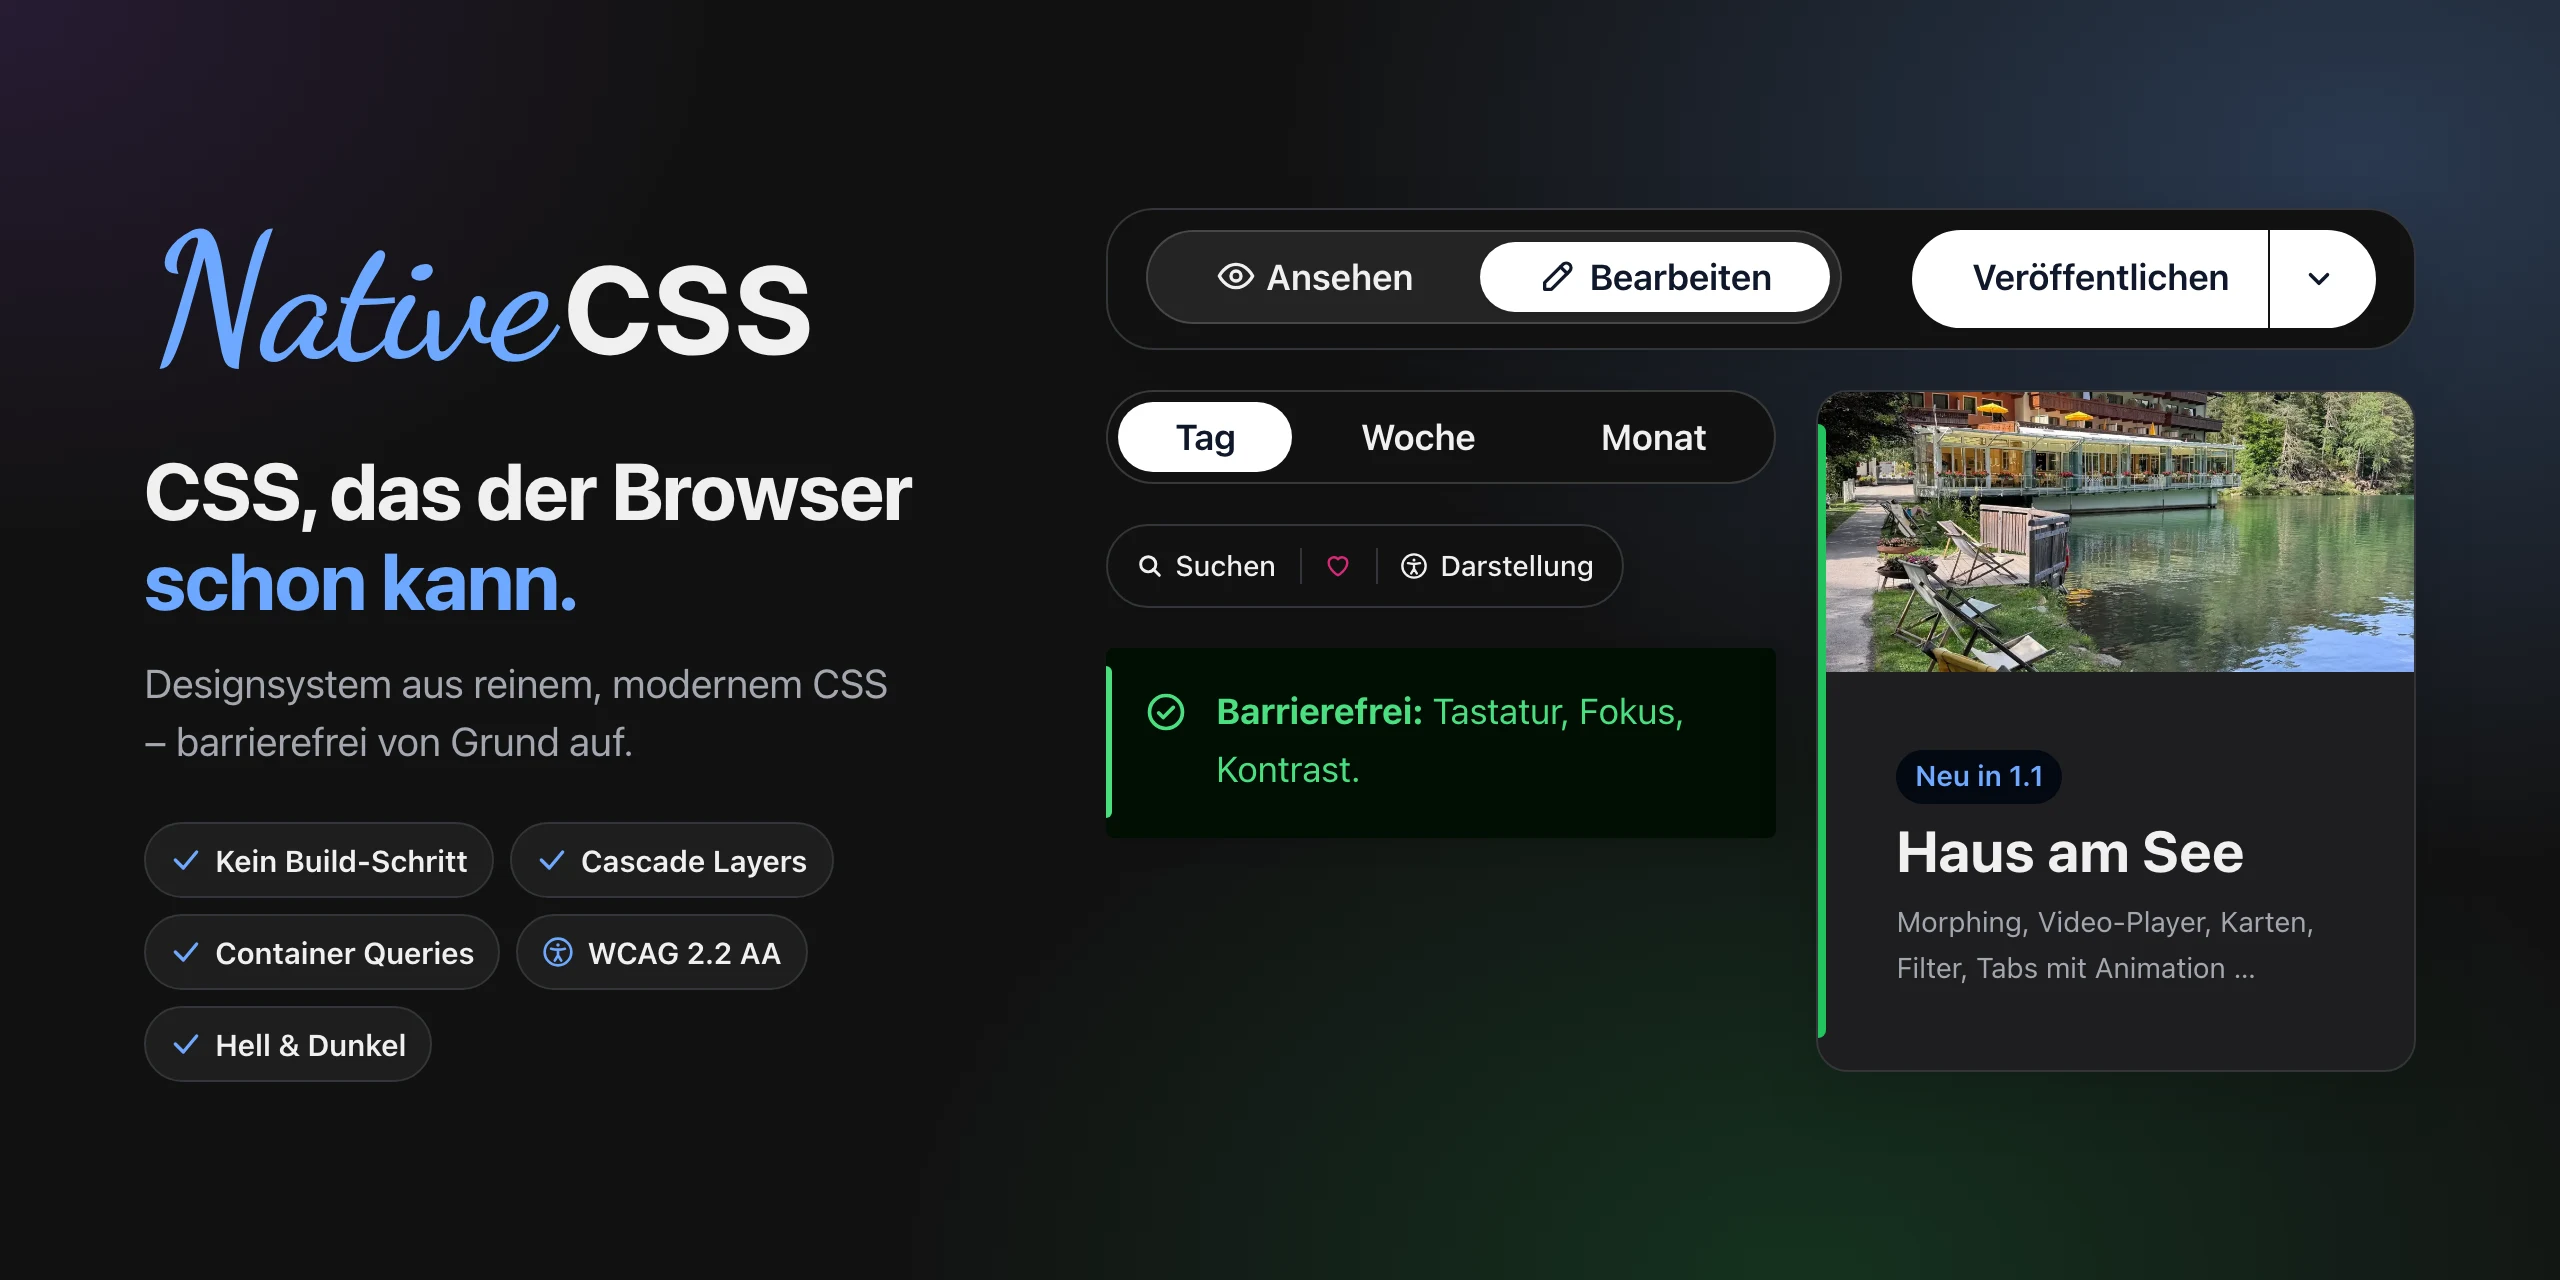 NativeCSS
CSS, das der Browser
schon kann.
Designsystem aus reinem, modernem CSS
– barrierefrei von Grund auf.
Kein Build-Schritt
Cascade Layers
Container Queries
WCAG 2.2 AA
Hell & Dunkel
Ansehen
Bearbeiten
Veröffentlichen
Tag
Woche
Monat
Suchen
Darstellung
Barrierefrei: Tastatur, Fokus,
Kontrast.
Neu in 1.1
Haus am See
Morphing, Video-Player, Karten,
Filter, Tabs mit Animation ...